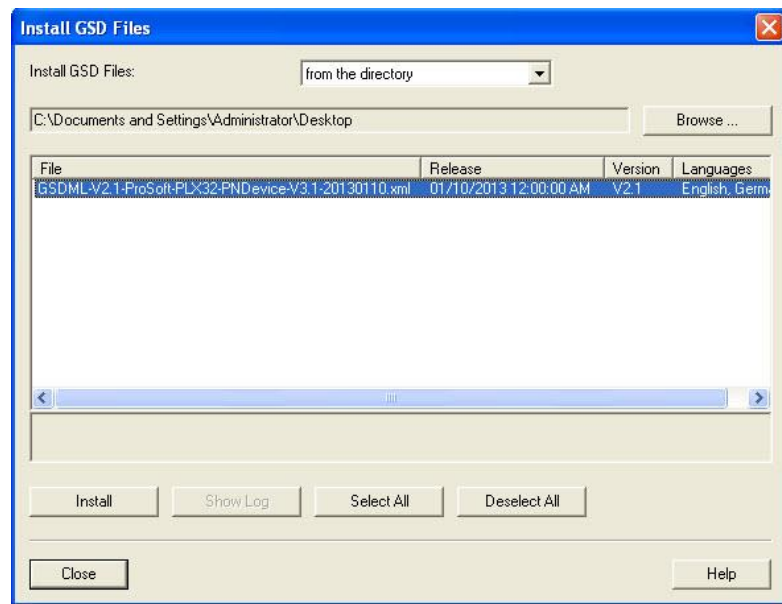 Install GSD Files
Install GSD Files: from the directory
C:\Documents and Settings\Administrator\Desktop Browse ...
File Release Version Languages
GSDML-V2.1-ProSoft-PLX32-PNDevice-V3.1-20130110.xml 01/10/2013 12:00:00 AM V2.1 English, Germ
Install Show Log Select All Deselect All
Close Help